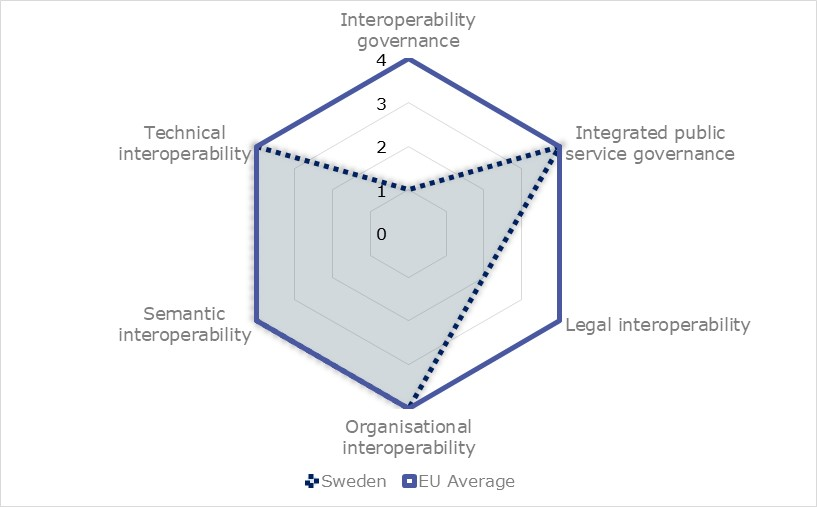 Interoperability
governance
4
3
Technical
interoperability
2
Integrated public
service governance
1
0
Semantic
interoperability
Legal interoperability
Organisational
interoperability
Sweden
EU Average